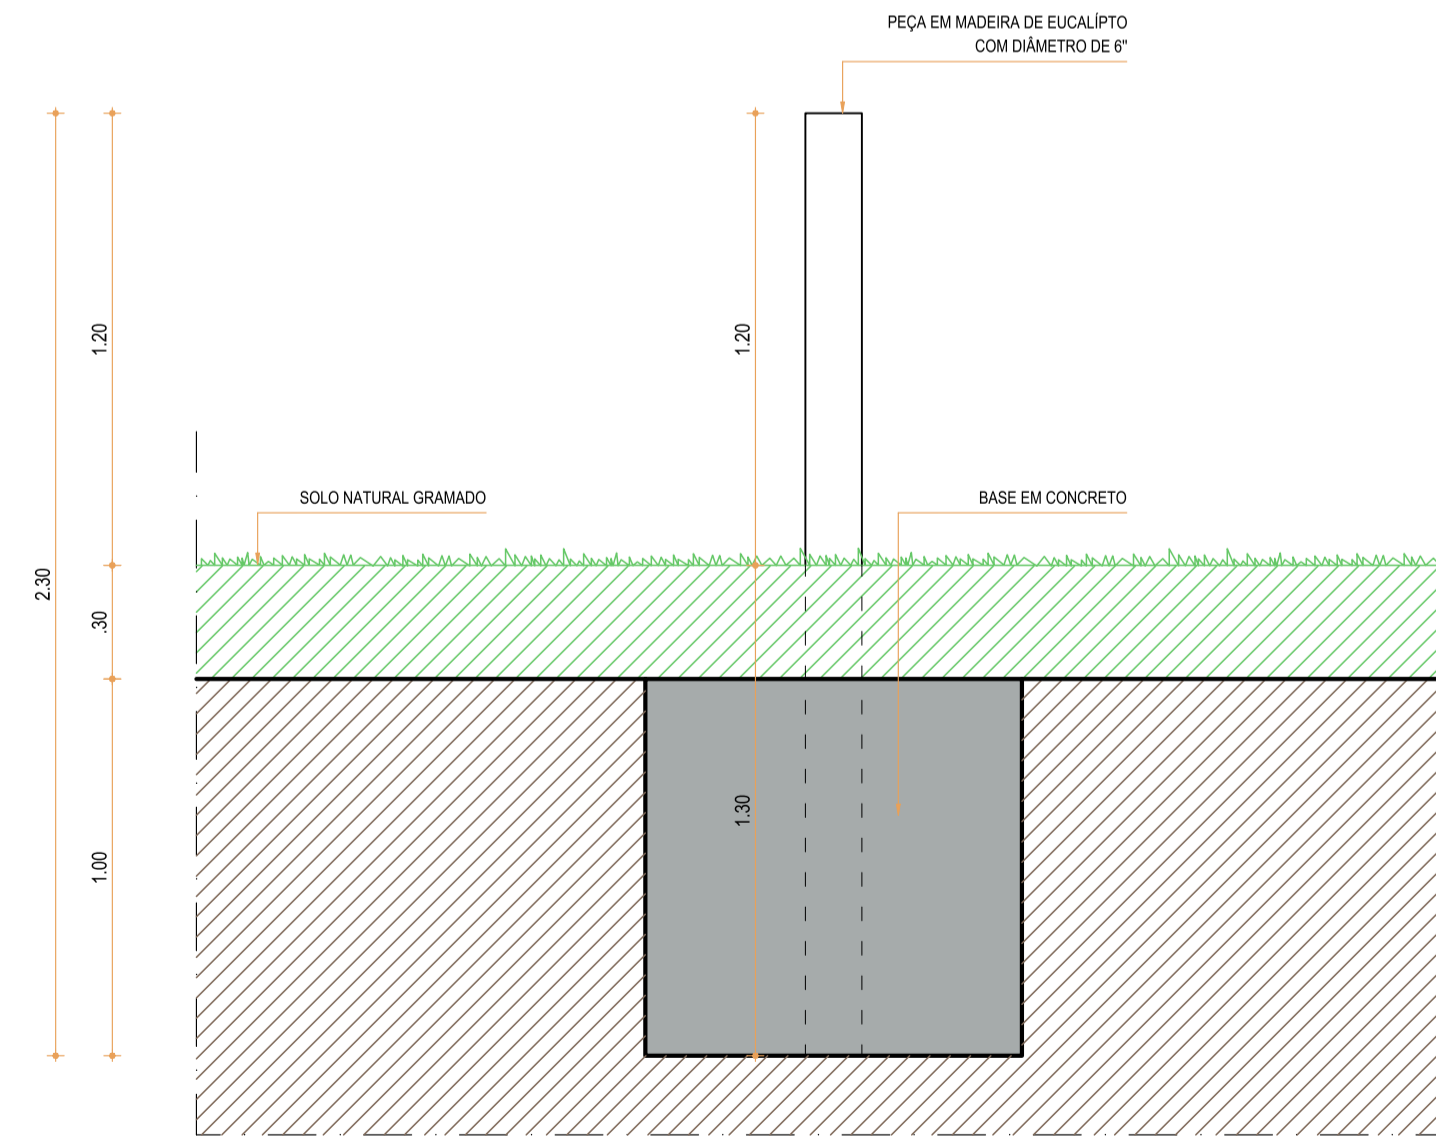 PEÇA EM MADEIRA DE EUCALÍPTO
COM DIÂMETRO DE 6"
1.20
1.20
SOLO NATURAL GRAMADO
BASE EM CONCRETO
2.30
.30
1.30
1.00